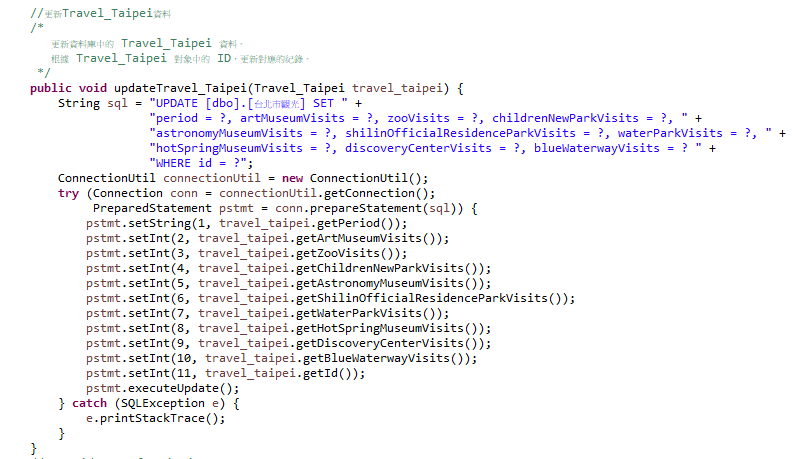 //更新Travel_Taipei資料
/*
更新資料庫中的 Travel_Taipei 資料。
根據 Travel_Taipei 對象中的 ID，更新對應的紀錄。
*/
public void updateTravel_Taipei(Travel_Taipei travel_taipei) {
String sql = "UPDATE [dbo].[台北市觀光] SET " +
"period = ?, artMuseumVisits = ?, zooVisits = ?, childrenNewParkVisits = ?, " +
"astronomyMuseumVisits = ?, shilinOfficialResidenceParkVisits = ?, waterParkVisits = ?, " +
"hotSpringMuseumVisits = ?, discoveryCenterVisits = ?, blueWaterwayVisits = ? " +
"WHERE id = ?";
ConnectionUtil connectionUtil = new ConnectionUtil();
try (Connection conn = connectionUtil.getConnection();
PreparedStatement pstmt = conn.prepareStatement(sql)) {
pstmt.setString(1, travel_taipei.getPeriod());
pstmt.setInt(2, travel_taipei.getArtMuseumVisits());
pstmt.setInt(3, travel_taipei.getZooVisits());
pstmt.setInt(4, travel_taipei.getChildrenNewParkVisits());
pstmt.setInt(5, travel_taipei.getAstronomyMuseumVisits());
pstmt.setInt(6, travel_taipei.getShilinOfficialResidenceParkVisits());
pstmt.setInt(7, travel_taipei.getWaterParkVisits());
pstmt.setInt(8, travel_taipei.getHotSpringMuseumVisits());
pstmt.setInt(9, travel_taipei.getDiscoveryCenterVisits());
pstmt.setInt(10, travel_taipei.getBlueWaterwayVisits());
pstmt.setInt(11, travel_taipei.getId());
pstmt.executeUpdate();
} catch (SQLException e) {
e.printStackTrace();
}
}